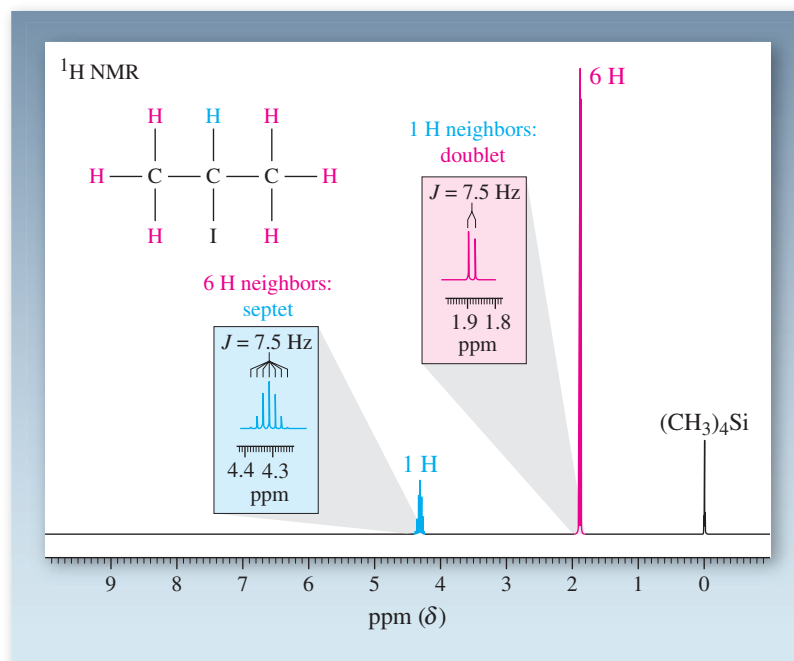 ¹H NMR
H H H
H C C C H
H I H
6 H
1 H neighbors:
doublet
J = 7.5 Hz
1.9 1.8
ppm
6 H neighbors:
septet
J = 7.5 Hz
4.4 4.3
ppm
1 H
(CH₃)₄Si
9 8 7 6 5 4 3 2 1 0
ppm (δ)